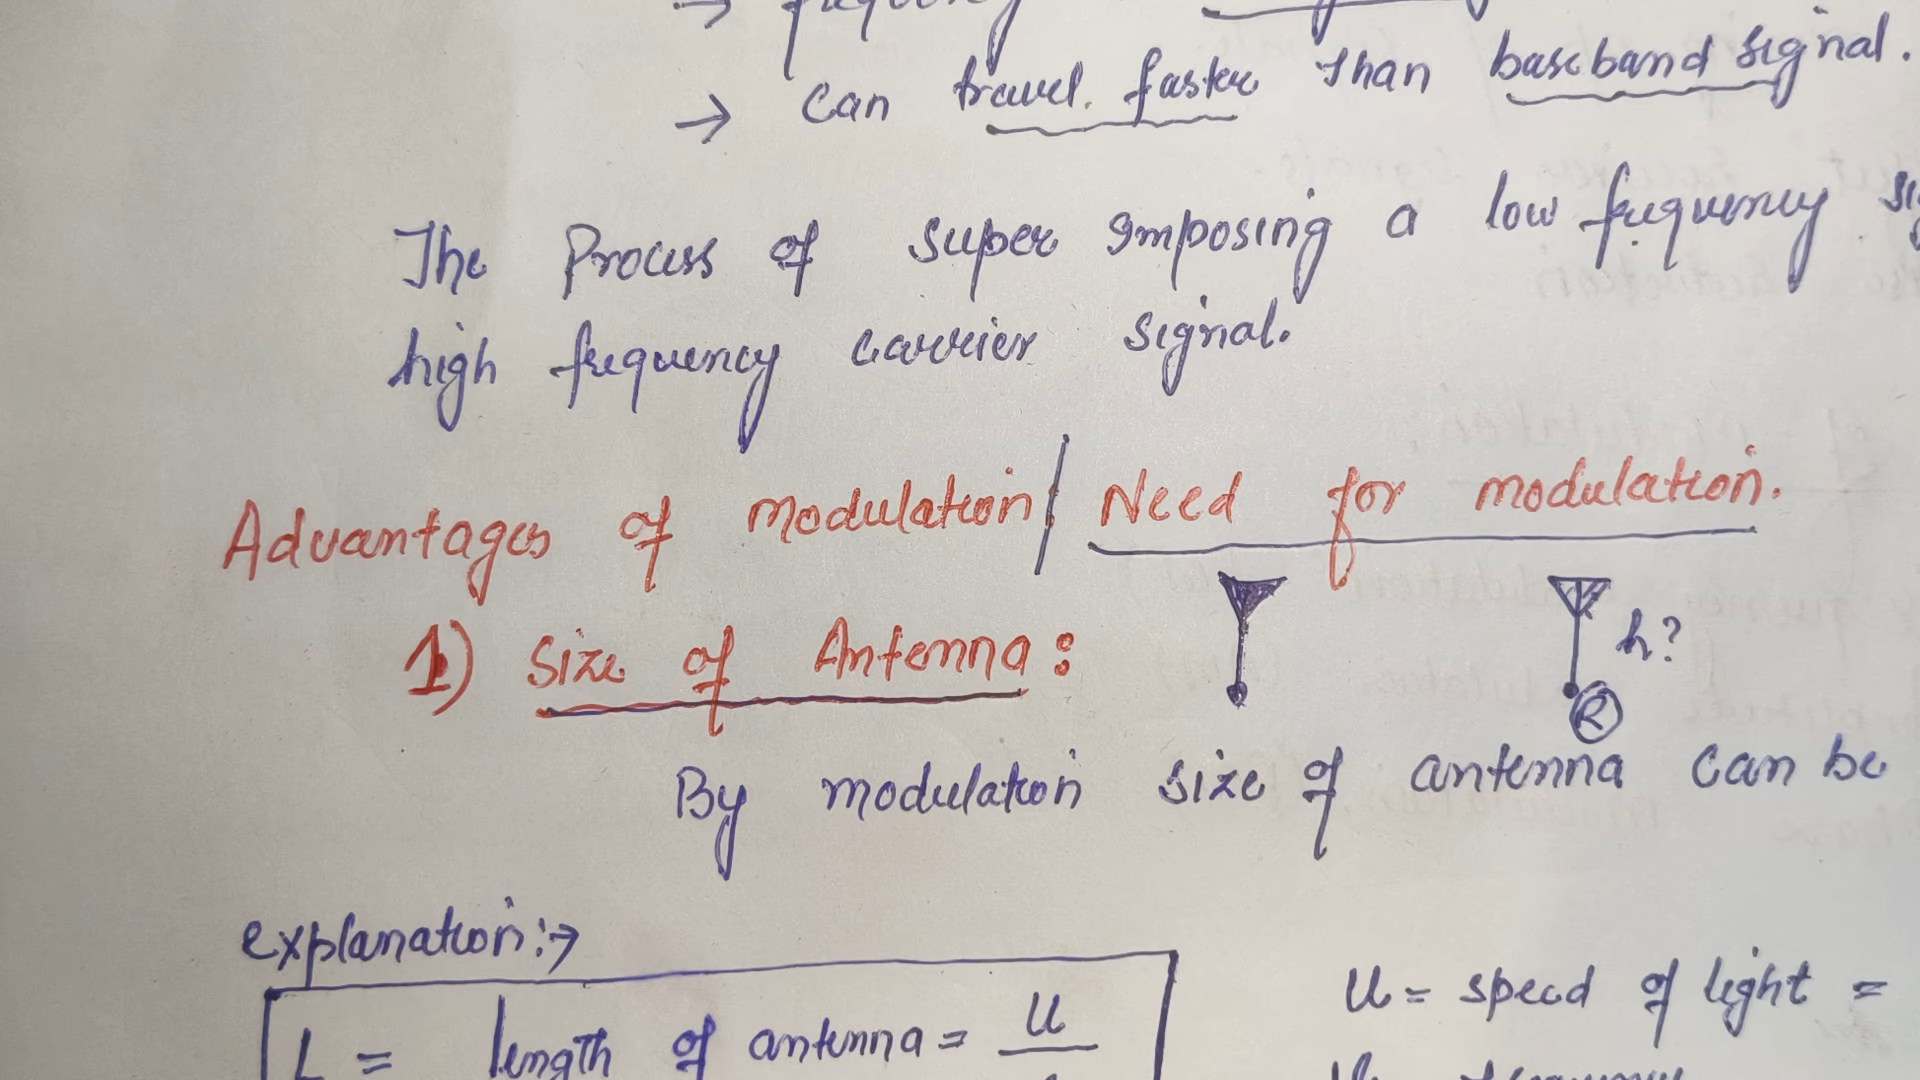 → frequency
→ Can travel faster than baseband signal.
The Process of super imposing a low frequency
high frequency carrier signal.
Advantages of modulation / Need for modulation.
1) Size of Antenna:
h?
R
By modulation size of antenna can be
explanation:→
L = length of antenna = u
u = speed of light =